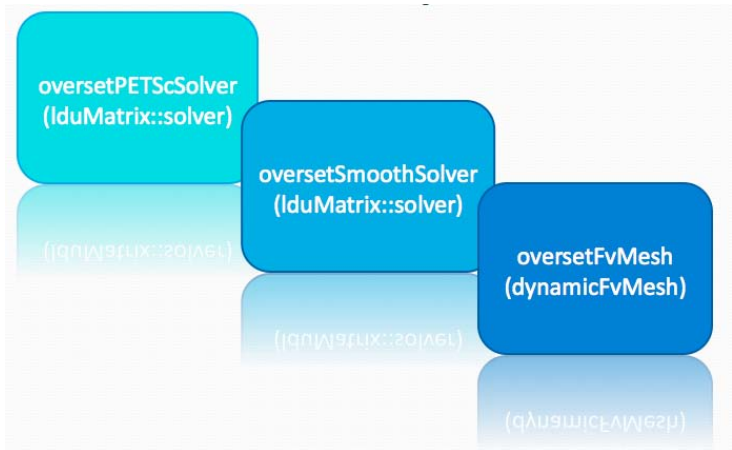 oversetPETScSolver
(lduMatrix::solver)
oversetSmoothSolver
(lduMatrix::solver)
oversetFvMesh
(dynamicFvMesh)